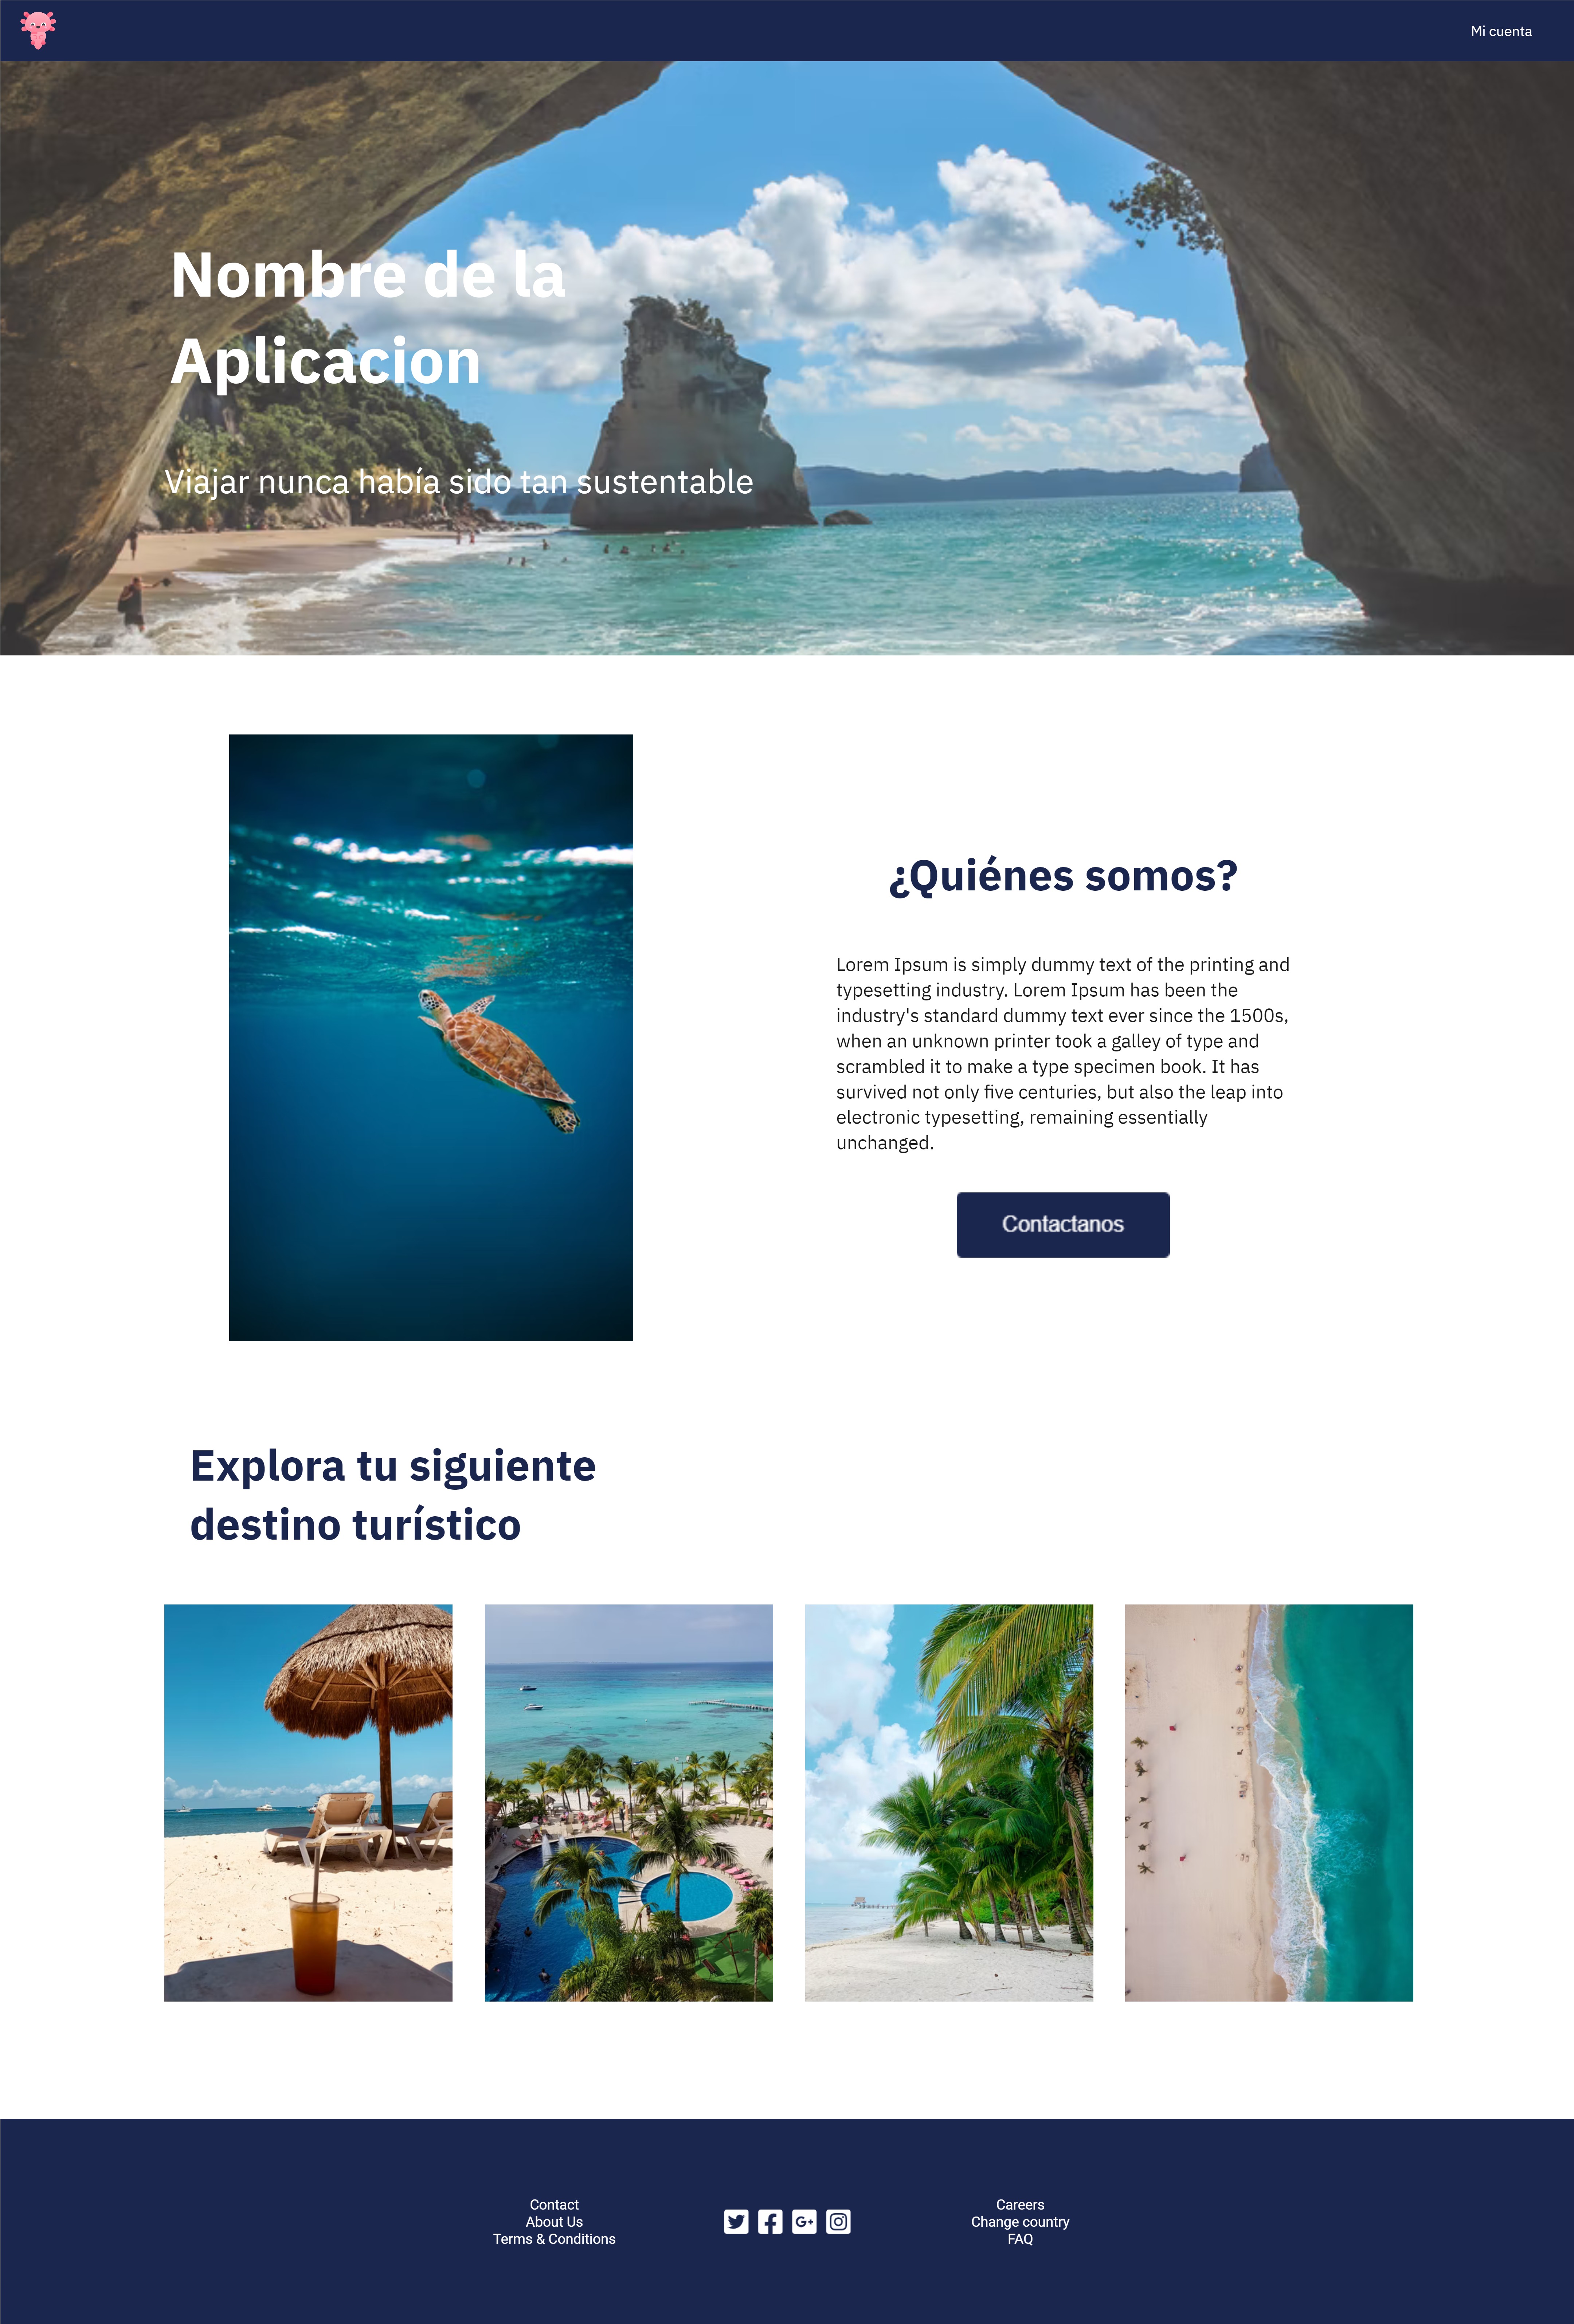 Mi cuenta
Nombre de la
Aplicacion
Viajar nunca había sido tan sustentable
¿Quiénes somos?
Lorem Ipsum is simply dummy text of the printing and
typesetting industry. Lorem Ipsum has been the
industry's standard dummy text ever since the 1500s,
when an unknown printer took a galley of type and
scrambled it to make a type specimen book. It has
survived not only five centuries, but also the leap into
electronic typesetting, remaining essentially
unchanged.
Contactanos
Explora tu siguiente
destino turístico
Contact
About Us
Terms & Conditions
G+
Careers
Change country
FAQ